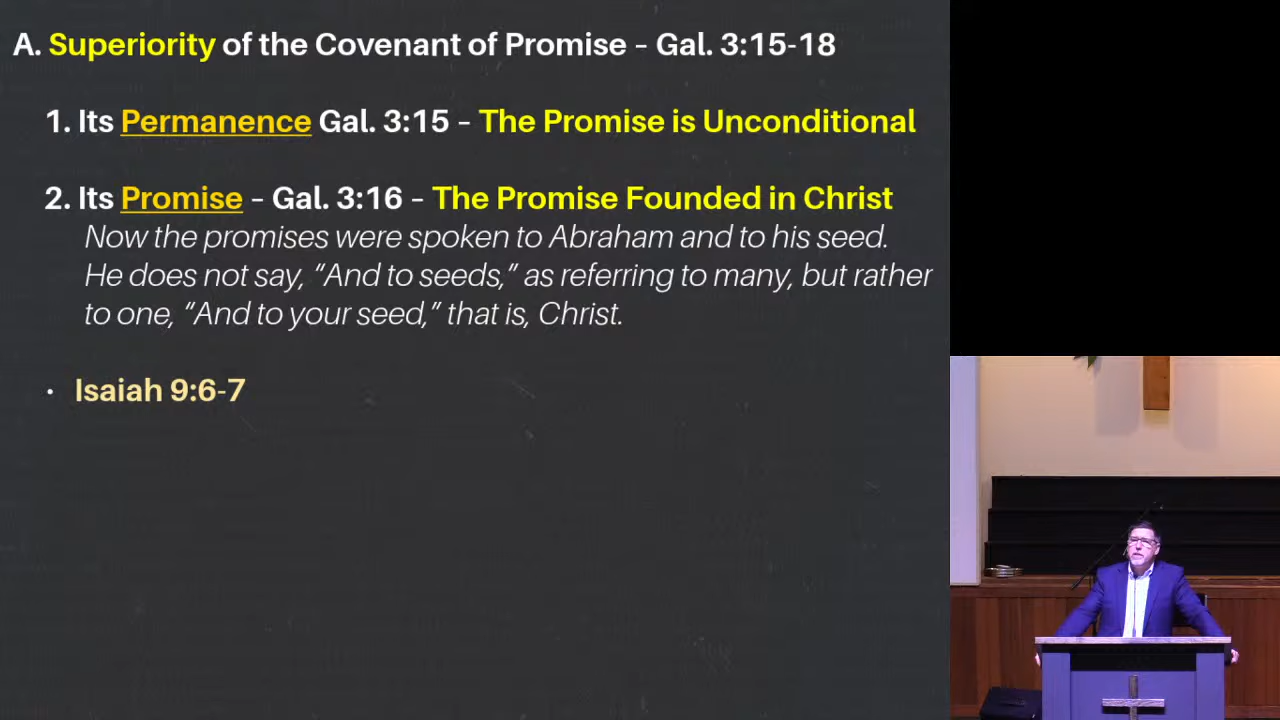 A. Superiority of the Covenant of Promise – Gal. 3:15-18
1. Its Permanence Gal. 3:15 – The Promise is Unconditional
2. Its Promise – Gal. 3:16 – The Promise Founded in Christ
Now the promises were spoken to Abraham and to his seed.
He does not say, “And to seeds,” as referring to many, but rather
to one, “And to your seed,” that is, Christ.
· Isaiah 9:6-7